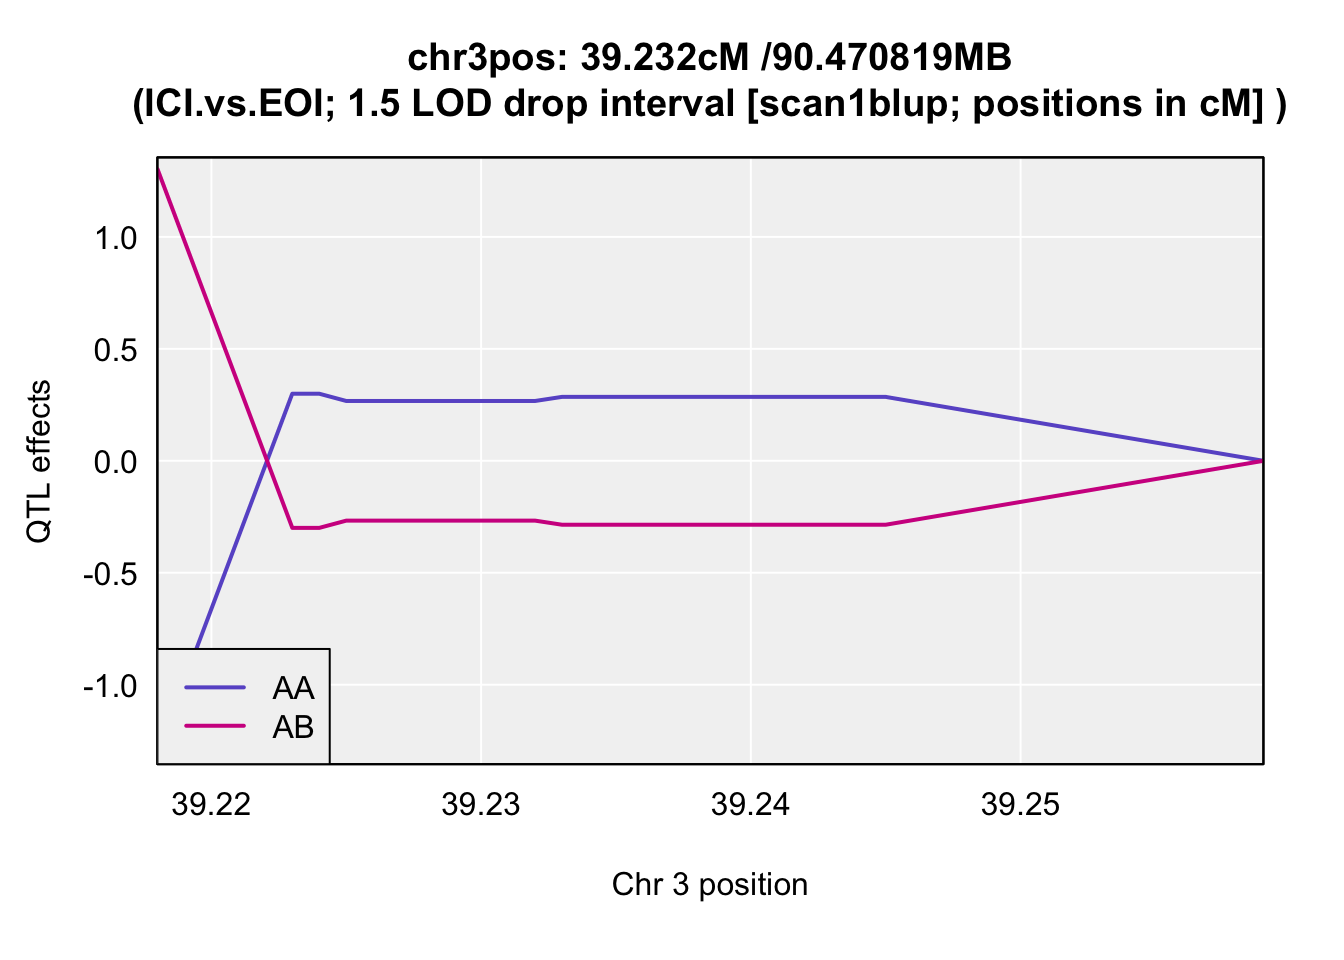 chr3pos: 39.232cM /90.470819MB
(ICI.vs.EOI; 1.5 LOD drop interval [scan1blup; positions in cM] )
QTL effects
1.0
0.5
0.0
-0.5
-1.0
AA
AB
39.22 39.23 39.24 39.25
Chr 3 position